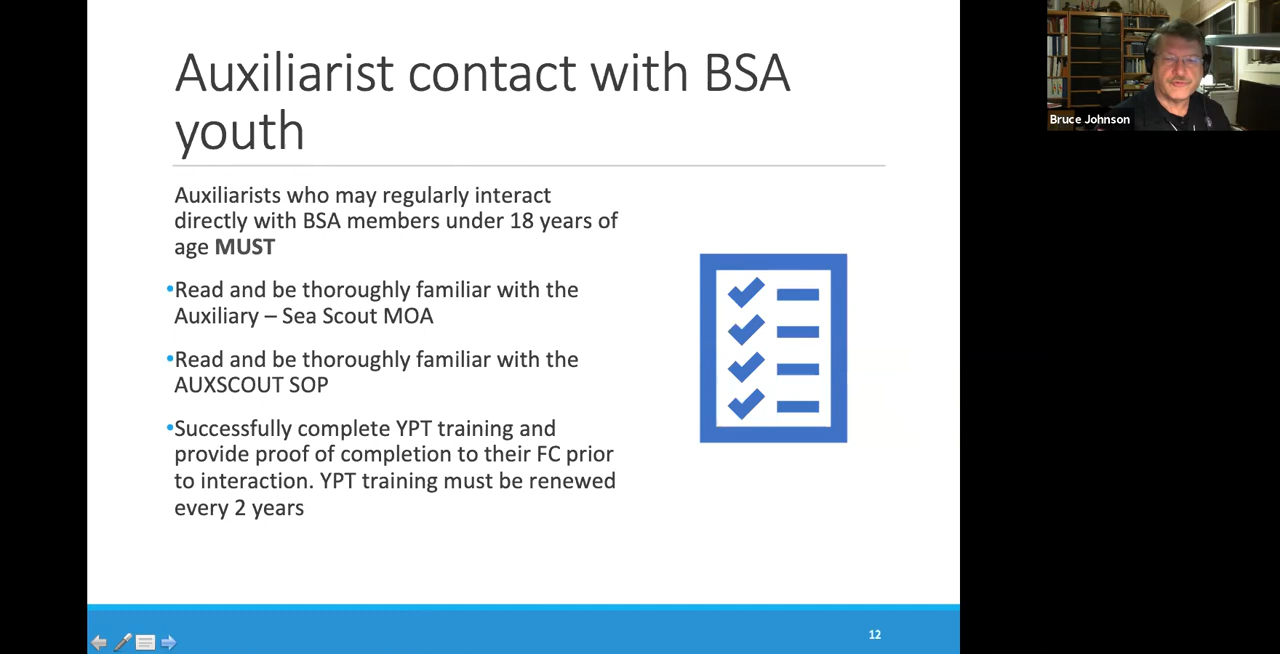 Auxiliarist contact with BSA
youth
Auxiliarists who may regularly interact
directly with BSA members under 18 years of
age MUST
•Read and be thoroughly familiar with the
Auxiliary – Sea Scout MOA
•Read and be thoroughly familiar with the
AUXSCOUT SOP
•Successfully complete YPT training and
provide proof of completion to their FC prior
to interaction. YPT training must be renewed
every 2 years
12
Bruce Johnson